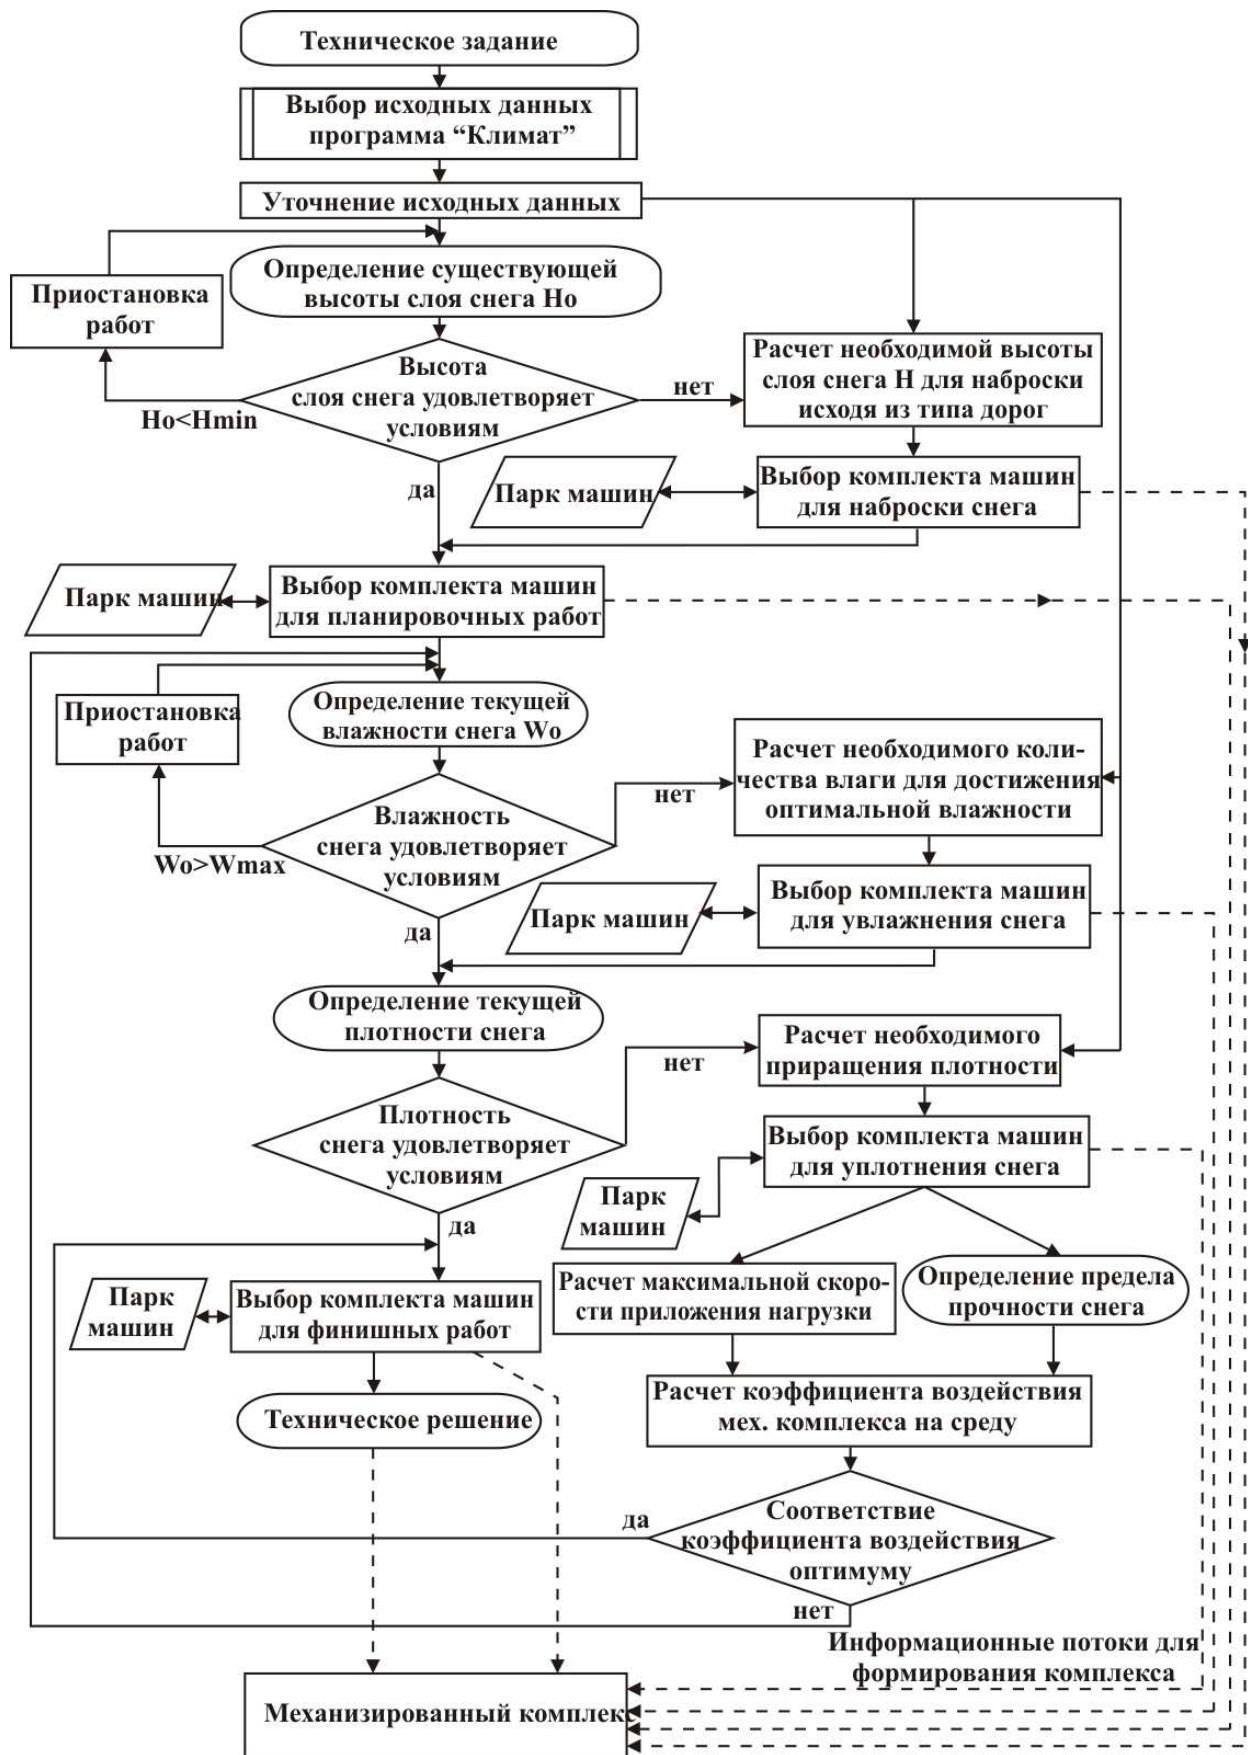 Техническое задание
Выбор исходных данных
программа “Климат”
Уточнение исходных данных
Определение существующей
высоты слоя снега Но
Приостановка
работ
Высота
слоя снега удовлетворяет
условиям
нет
Но<Hmin
да
Расчет необходимой высоты
слоя снега Н для наброски
исходя из типа дорог
Парк машин
Выбор комплекта машин
для наброски снега
Парк машин
Выбор комплекта машин
для планировочных работ
Приостановка
работ
Определение текущей
влажности снега Wo
Влажность
снега удовлетворяет
условиям
нет
Wo>Wmax
да
Расчет необходимого коли-
чества влаги для достижения
оптимальной влажности
Парк машин
Выбор комплекта машин
для увлажнения снега
Определение текущей
плотности снега
нет
Расчет необходимого
приращения плотности
Плотность
снега удовлетворяет
условиям
да
Выбор комплекта машин
для уплотнения снега
Парк
машин
Парк
машин
Выбор комплекта машин
для финишных работ
Расчет максимальной скоро-
сти приложения нагрузки
Определение предела
прочности снега
Техническое решение
Расчет коэффициента воздействия
мех. комплекса на среду
Соответствие
коэффициента воздействия
оптимуму
да
нет
Информационные потоки для
формирования комплекса
Механизированный комплекс